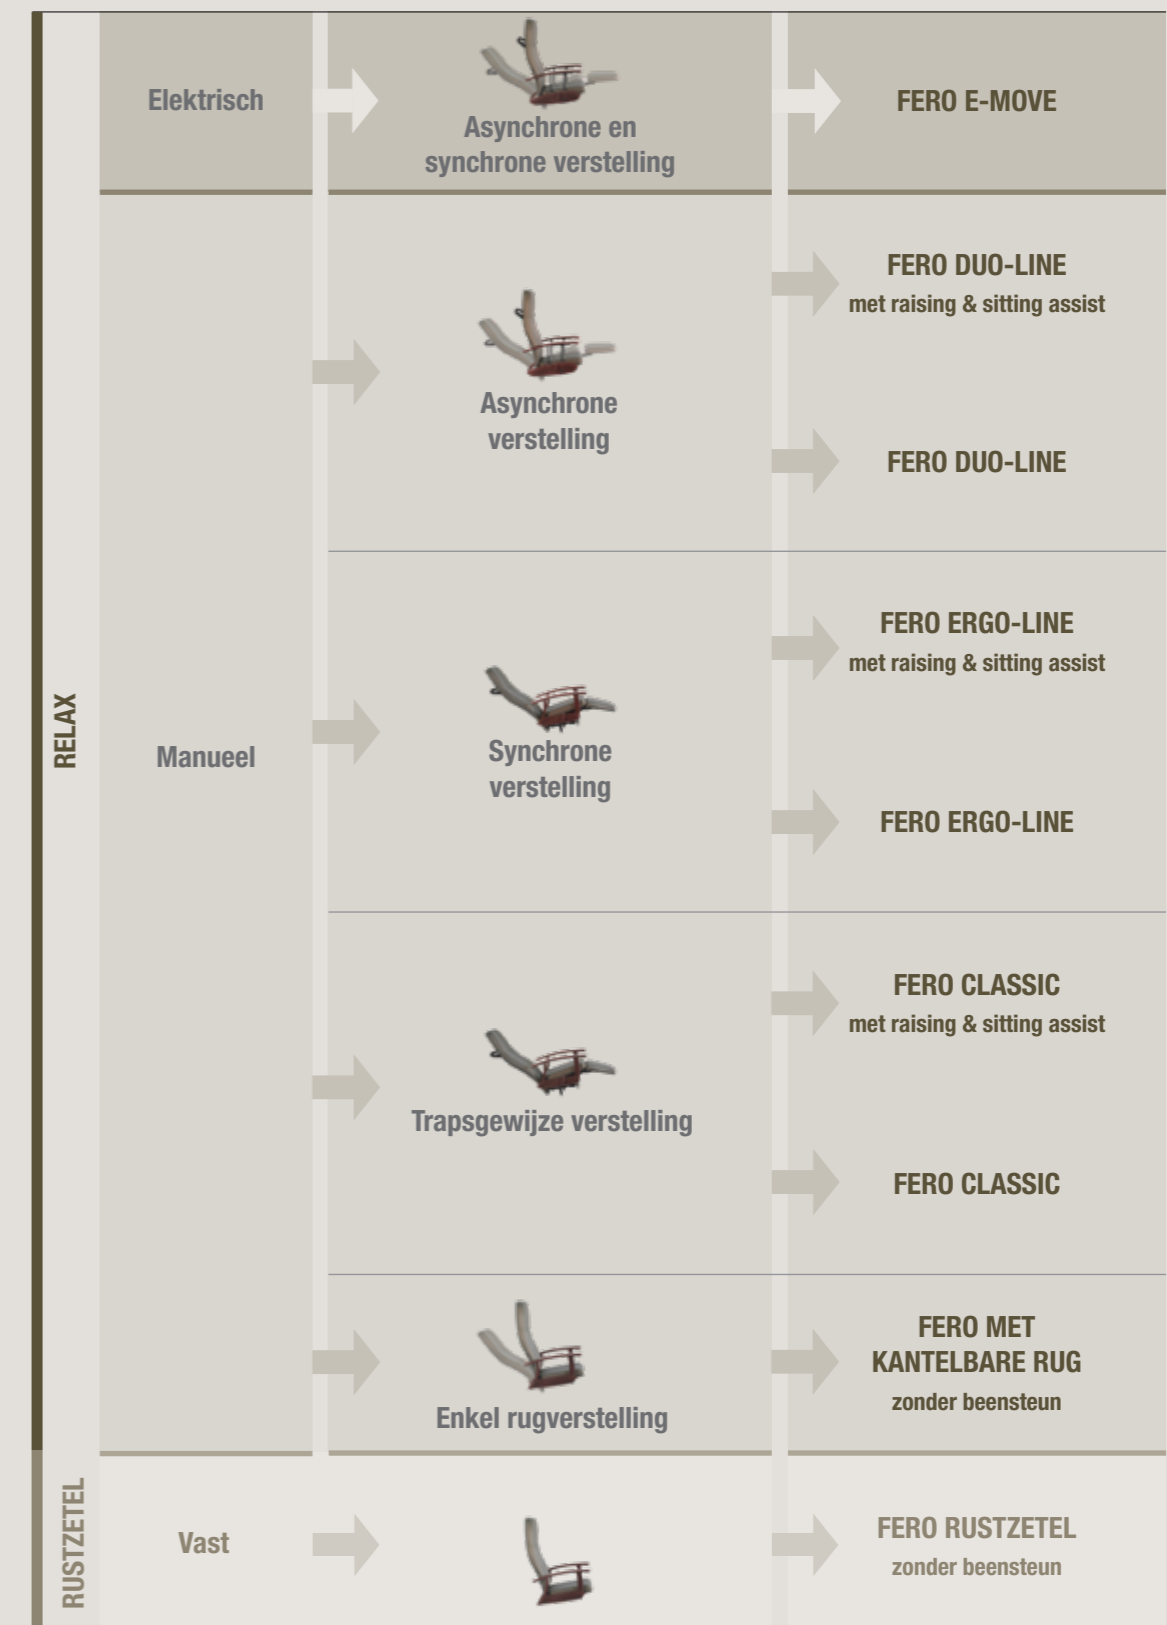 RELAX
Elektrisch
Asynchrone en
synchrone verstelling
FERO E-MOVE
Manueel
Asynchrone
verstelling
FERO DUO-LINE
met raising & sitting assist
FERO DUO-LINE
Synchrone
verstelling
FERO ERGO-LINE
met raising & sitting assist
FERO ERGO-LINE
Trapsgewijze verstelling
FERO CLASSIC
met raising & sitting assist
FERO CLASSIC
Enkel rugverstelling
FERO MET
KANTELBARE RUG
zonder beensteun
RUSTZETEL
Vast
FERO RUSTZETEL
zonder beensteun